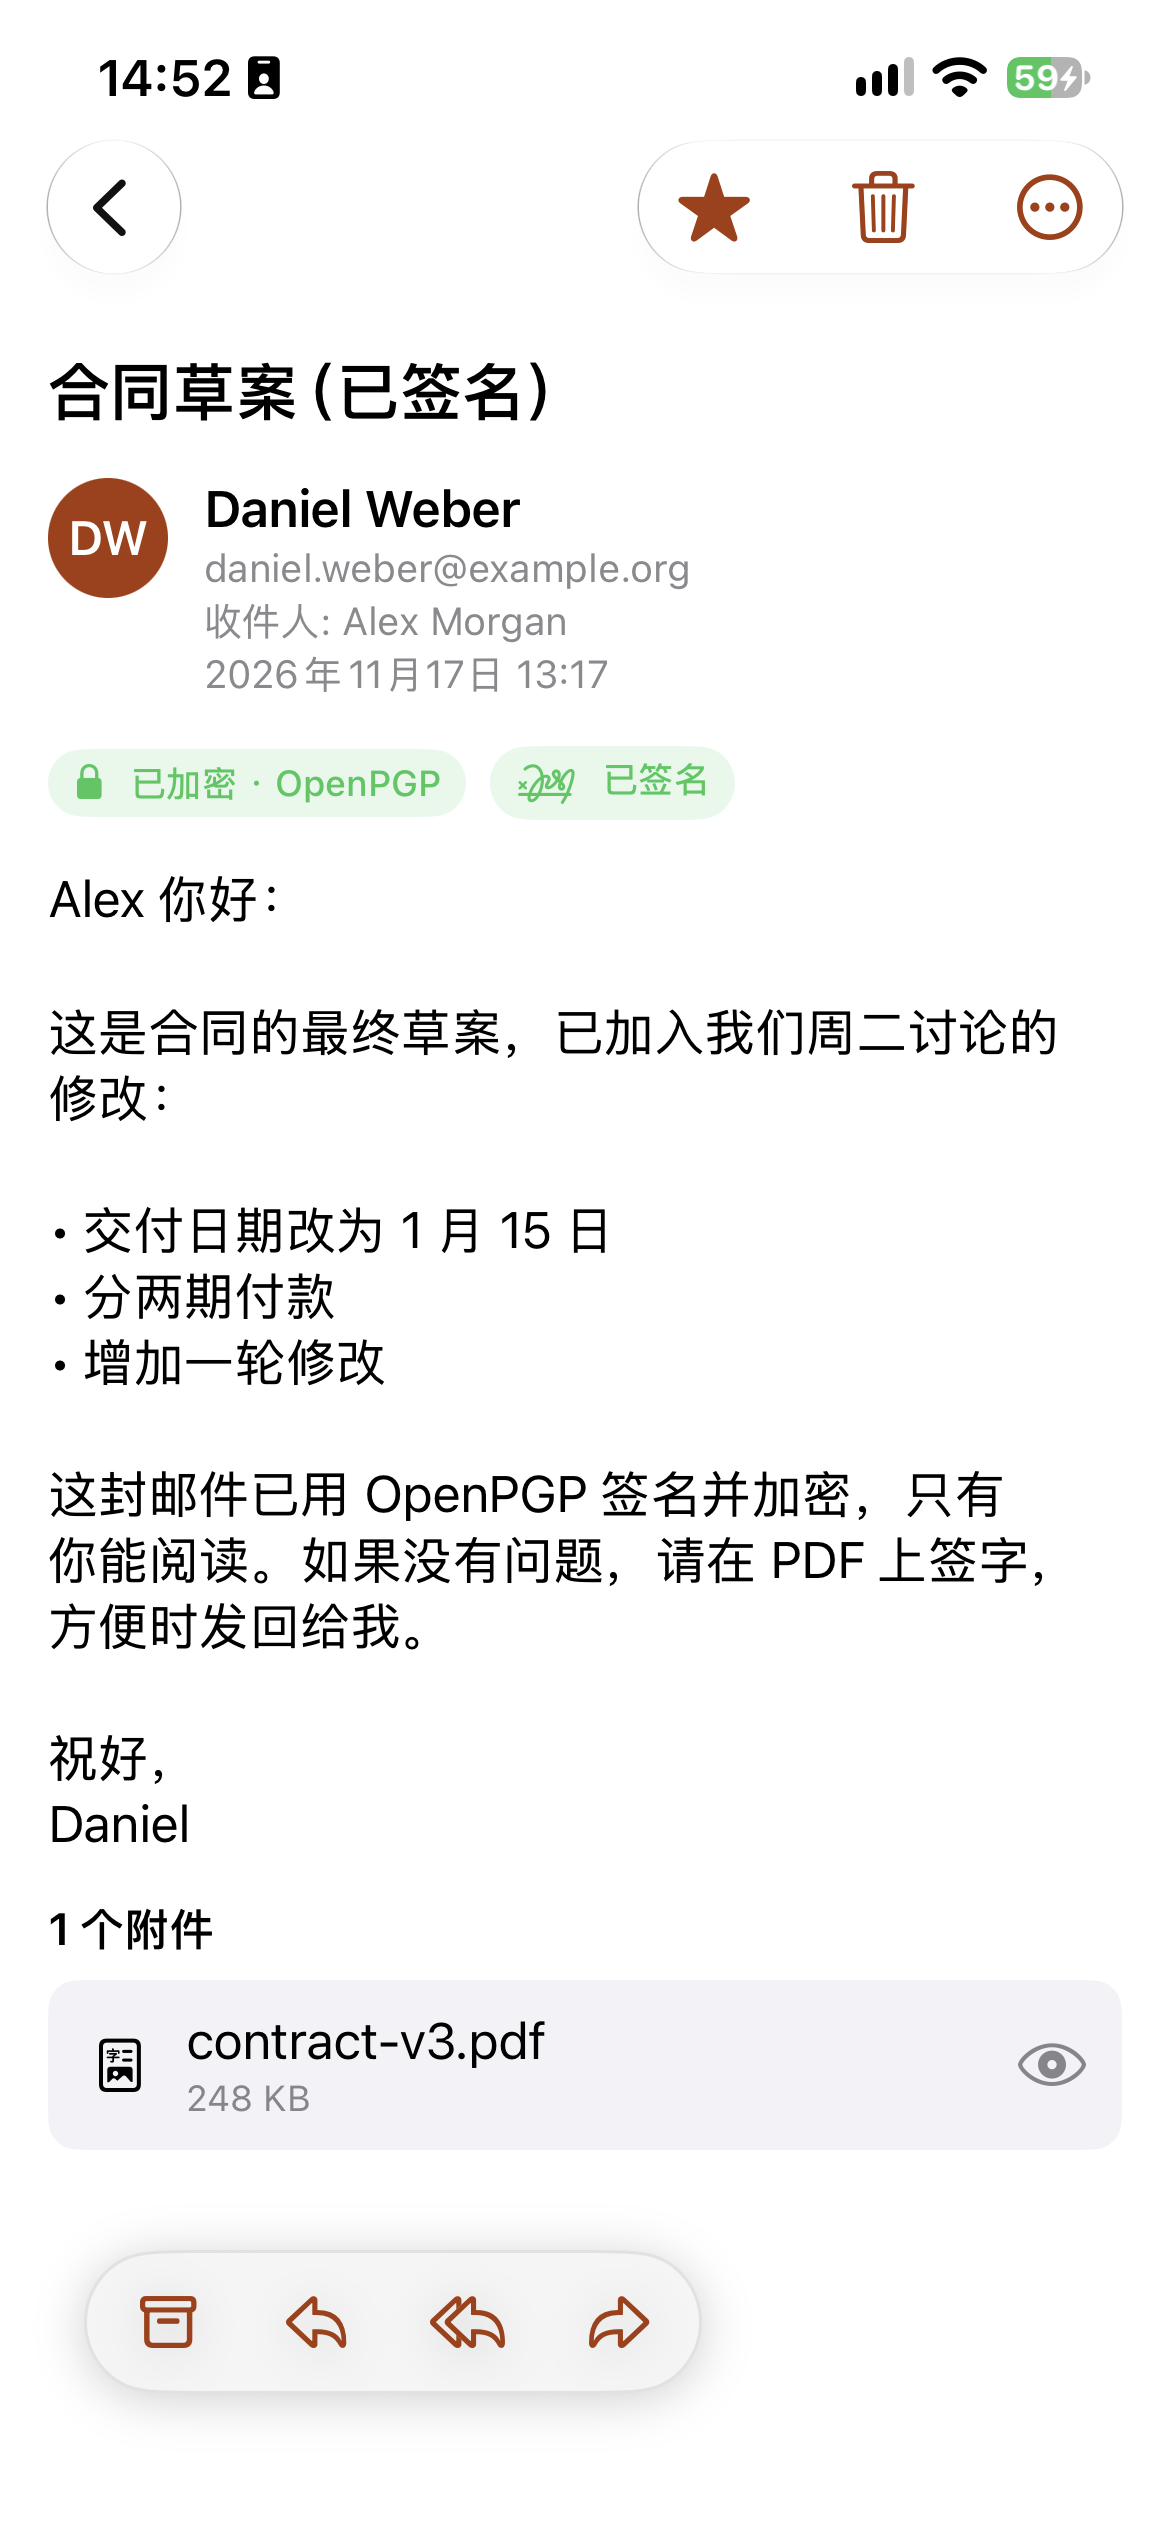 14:52
59
合同草案（已签名）
DW
Daniel Weber
daniel.weber@example.org
收件人: Alex Morgan
2026年11月17日 13:17
已加密 · OpenPGP
已签名
Alex 你好：
这是合同的最终草案，已加入我们周二讨论的
修改：
• 交付日期改为 1 月 15 日
• 分两期付款
• 增加一轮修改
这封邮件已用 OpenPGP 签名并加密，只有
你能阅读。如果没有问题，请在 PDF 上签字，
方便时发回给我。
祝好，
Daniel
1 个附件
contract-v3.pdf
248 KB